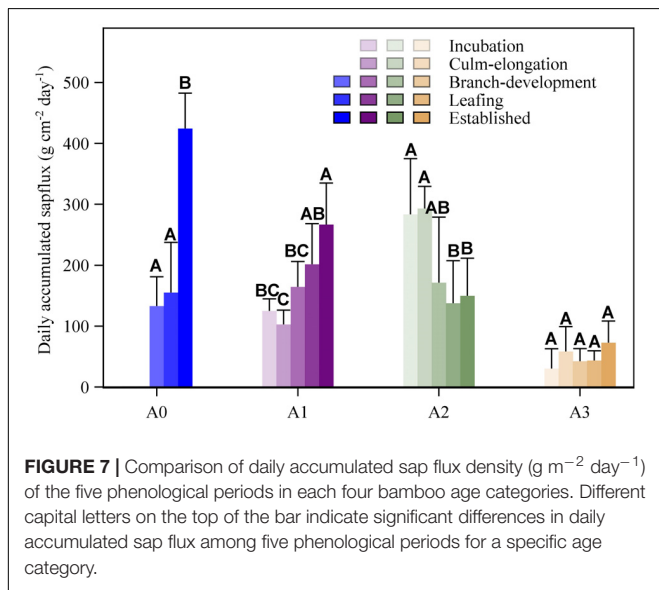 500
400
300
200
100
0
Daily accumulated sapflux (g cm⁻² day⁻¹)
Incubation
Culm-elongation
Branch-development
Leafing
Established
A A B
BC C BC AB A
A A AB B B
A A A A A
A0 A1 A2 A3
FIGURE 7 | Comparison of daily accumulated sap flux density (g m⁻² day⁻¹)
of the five phenological periods in each four bamboo age categories. Different
capital letters on the top of the bar indicate significant differences in daily
accumulated sap flux among five phenological periods for a specific age
category.